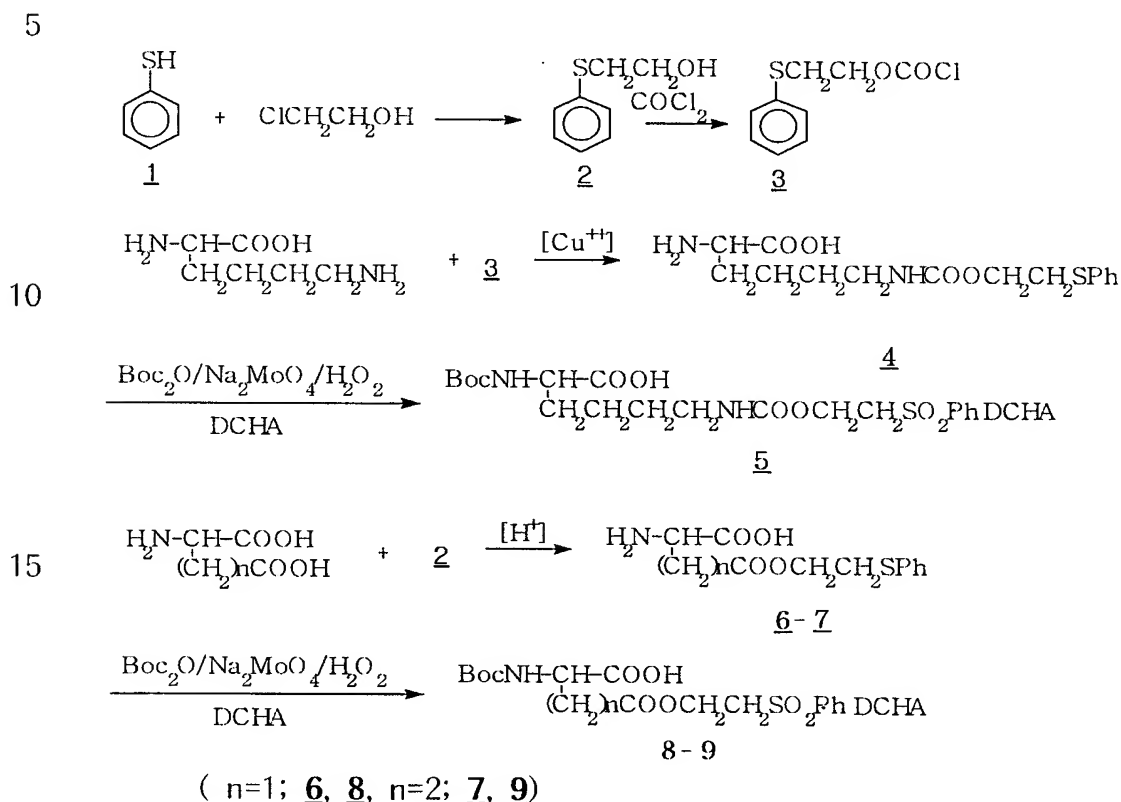 5
SH
SCH2CH2OH
SCH2CH2OCOCl
+ ClCH2CH2OH
COCl2
1
2
3
H2N-CH-COOH
CH2CH2CH2CH2NH2
+ 3
[Cu++]
H2N-CH-COOH
CH2CH2CH2CH2NHCOOCH2CH2SPh
10
4
Boc2O/Na2MoO4/H2O2
DCHA
BocNH-CH-COOH
CH2CH2CH2CH2NHCOOCH2CH2SO2Ph DCHA
5
H2N-CH-COOH
(CH2)nCOOH
+ 2
[H+]
H2N-CH-COOH
(CH2)nCOOCH2CH2SPh
15
6-7
Boc2O/Na2MoO4/H2O2
DCHA
BocNH-CH-COOH
(CH2)nCOOCH2CH2SO2Ph DCHA
8-9
( n=1; 6, 8, n=2; 7, 9)